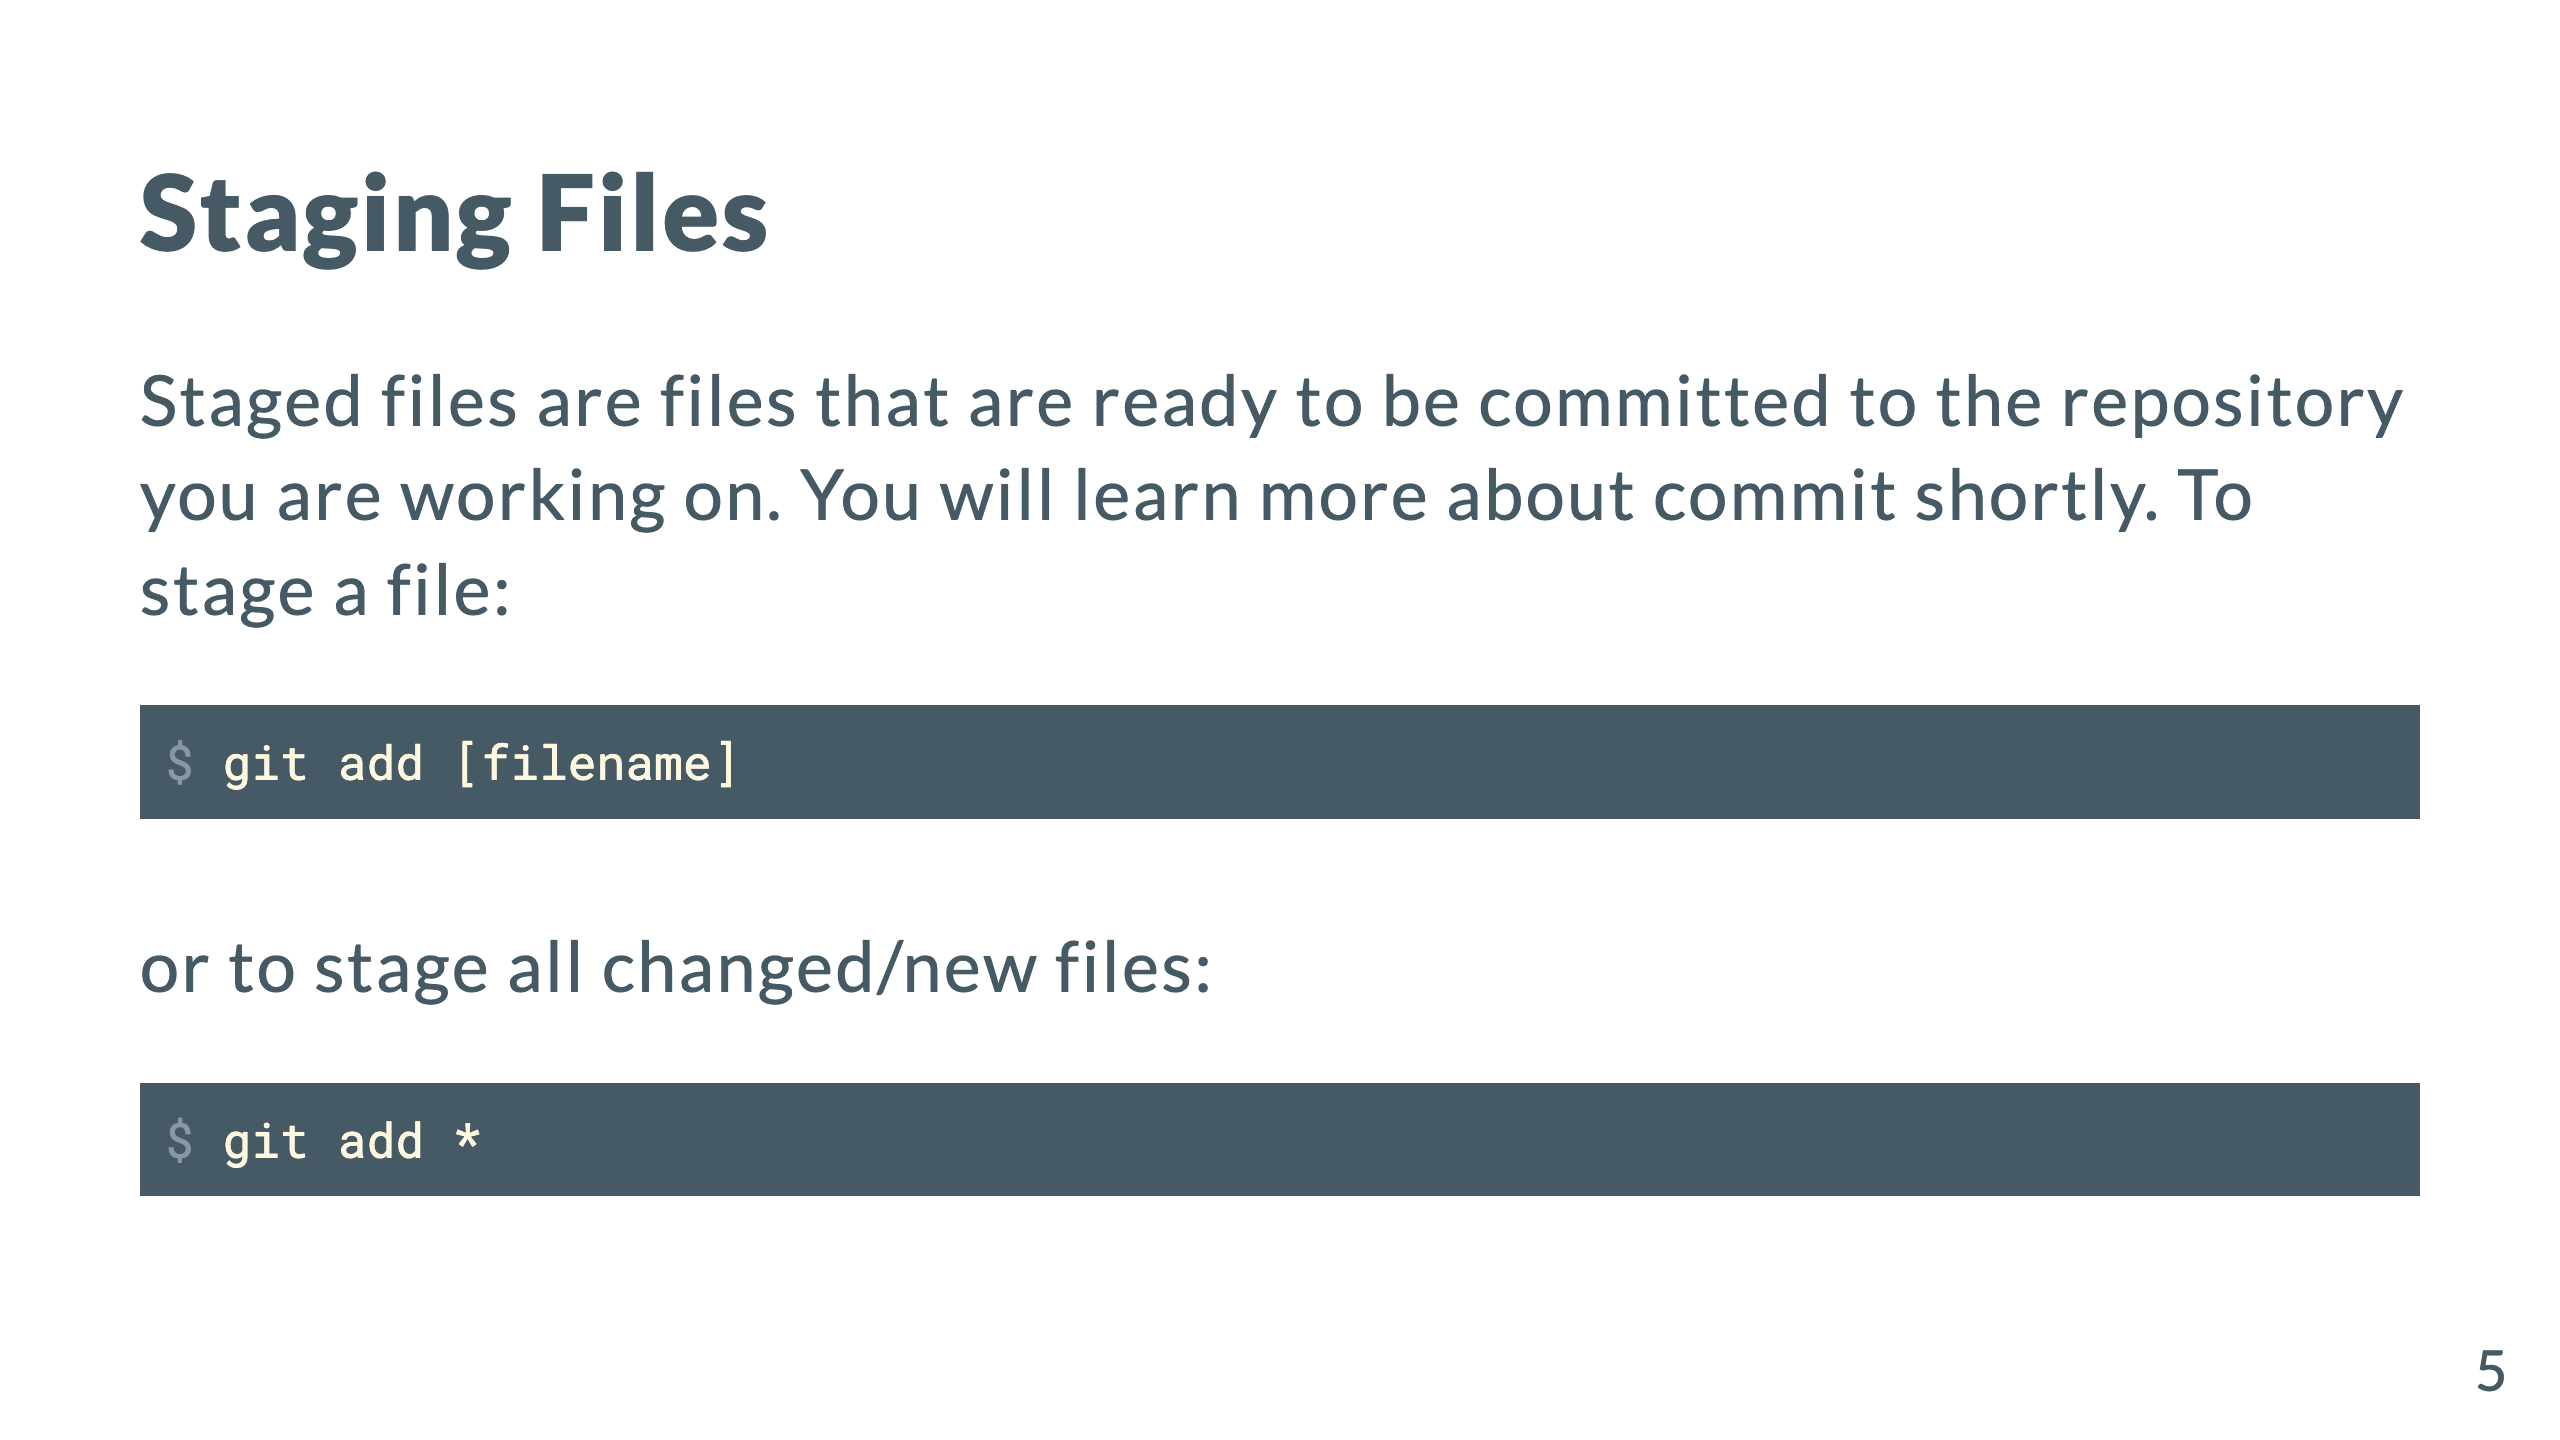 Staging Files
Staged files are files that are ready to be committed to the repository
you are working on. You will learn more about commit shortly. To
stage a file:
$ git add [filename]
or to stage all changed/new files:
$ git add *
5